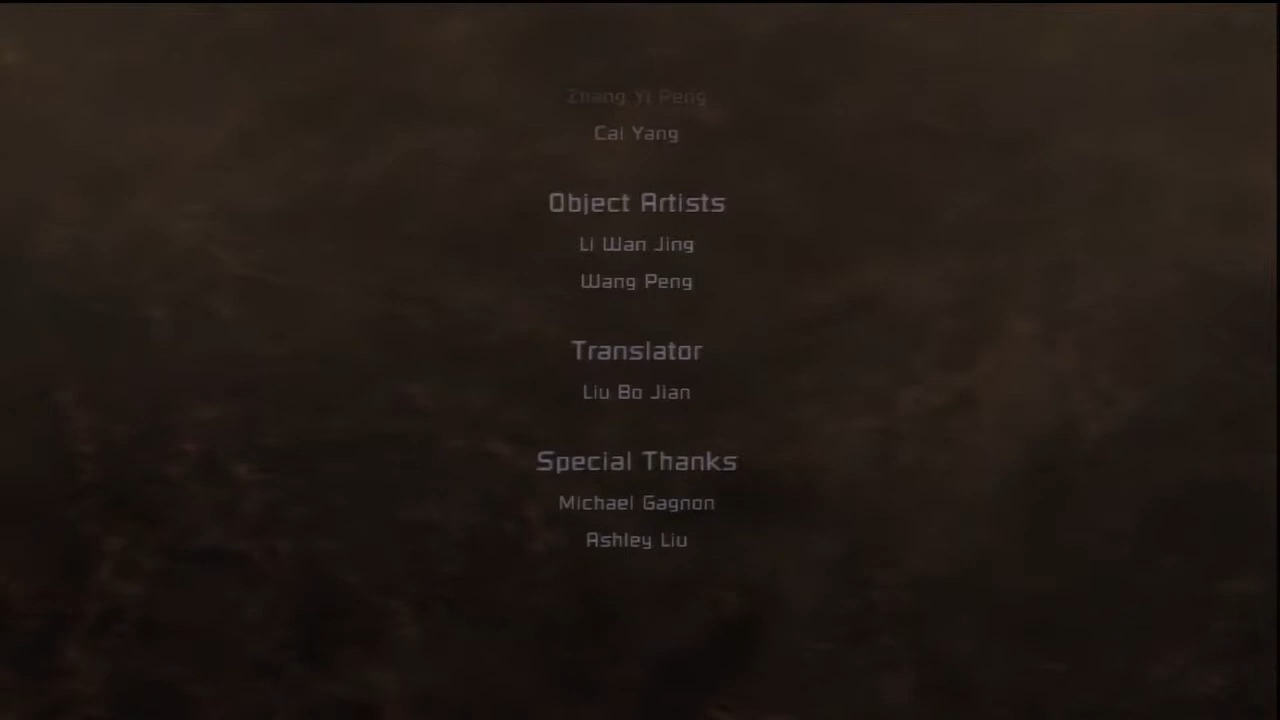 Zhang Yi Peng
Cai Yang
Object Artists
Li Wan Jing
Wang Peng
Translator
Liu Bo Jian
Special Thanks
Michael Gagnon
Ashley Liu